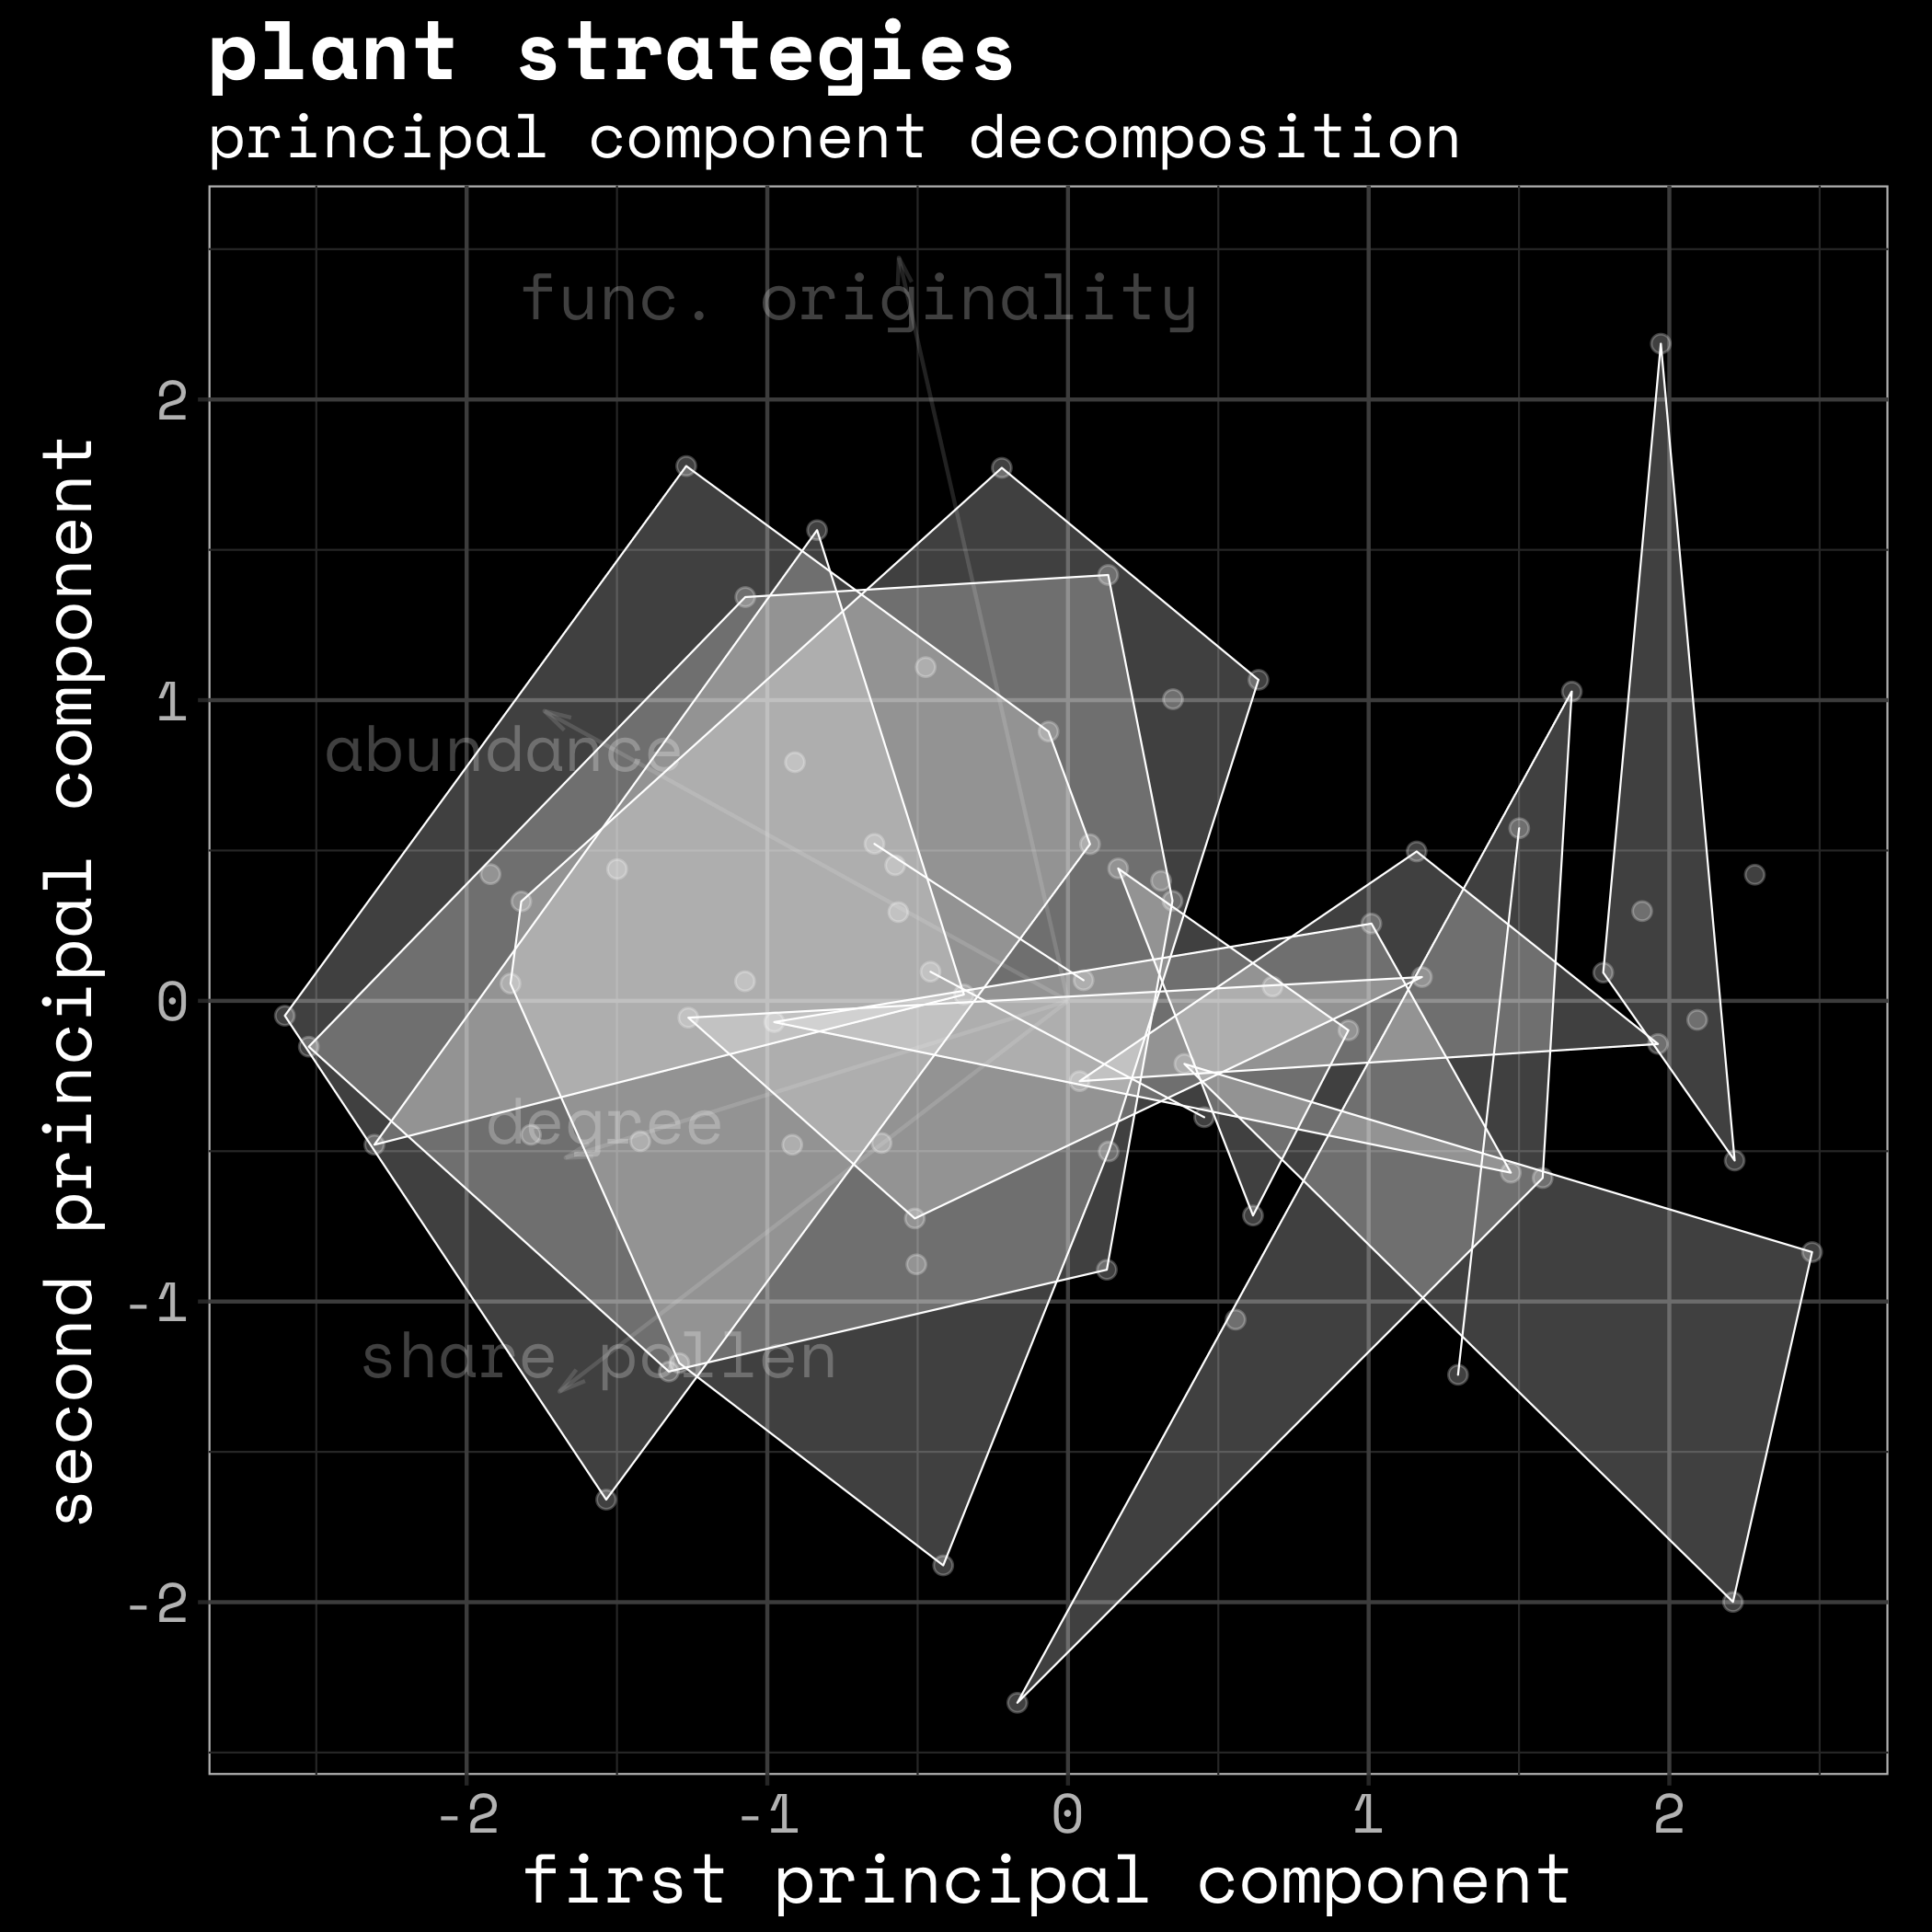 plant strategies
principal component decomposition
func. originality
abundance
degree
share pollen
second principal component
2
1
0
-1
-2
-2 -1 0 1 2
first principal component